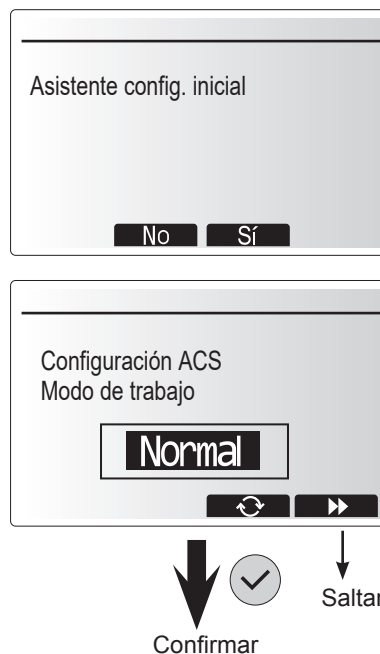 Asistente config. inicial
No Sí
Configuración ACS
Modo de trabajo
Normal
Saltar
Confirmar